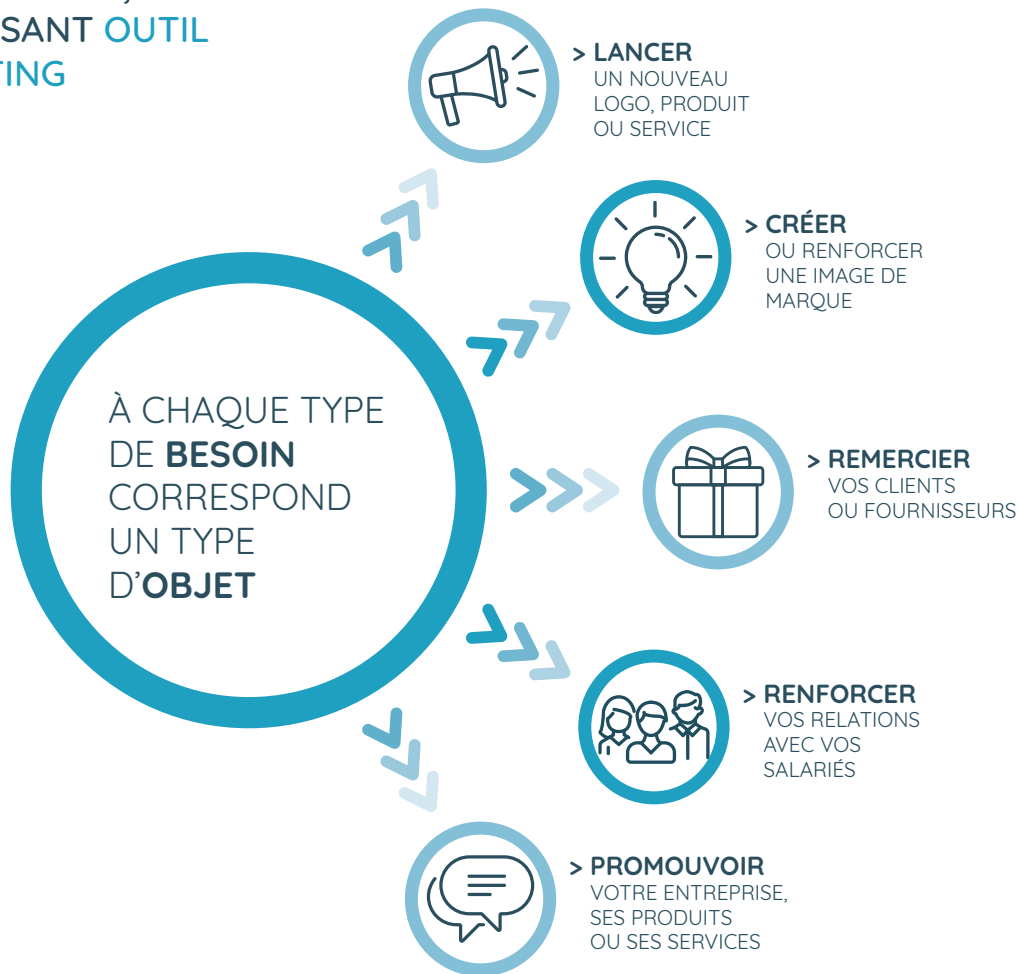 SANT OUTIL
TING
> LANCER
UN NOUVEAU
LOGO, PRODUIT
OU SERVICE
> CRÉER
OU RENFORCER
UNE IMAGE DE
MARQUE
À CHAQUE TYPE
DE BESOIN
CORRESPOND
UN TYPE
D’OBJET
> REMERCIER
VOS CLIENTS
OU FOURNISSEURS
> RENFORCER
VOS RELATIONS
AVEC VOS
SALARIÉS
> PROMOUVOIR
VOTRE ENTREPRISE,
SES PRODUITS
OU SES SERVICES